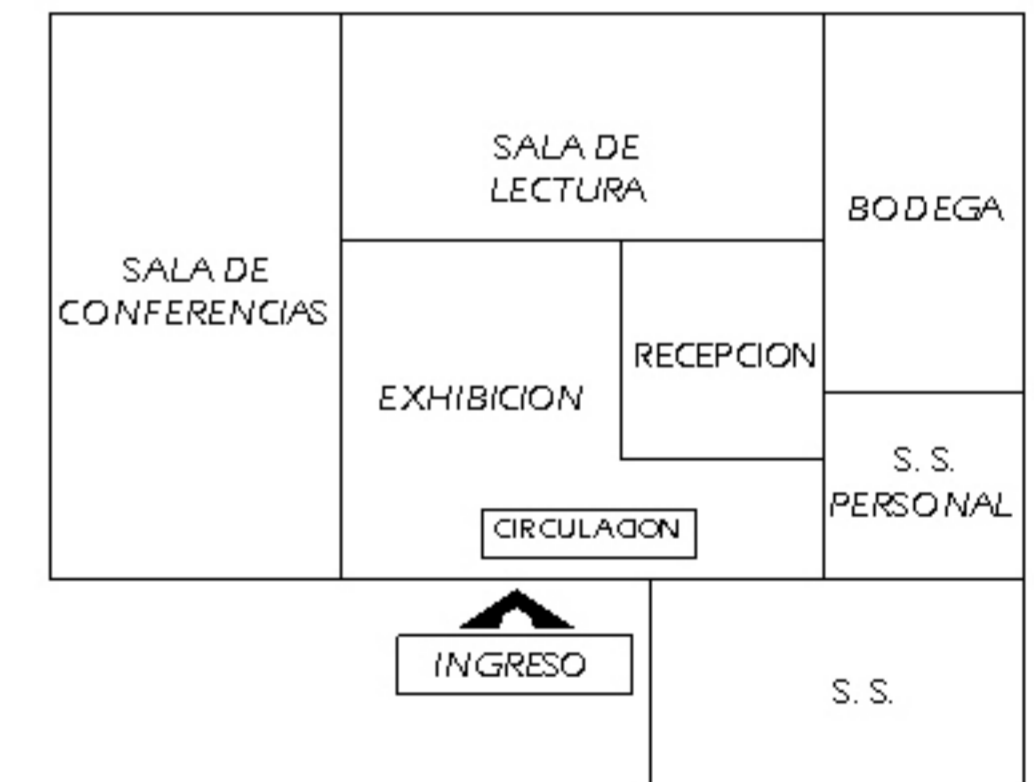 SALA DE
LECTURA
BODEGA
SALA DE
CONFERENCIAS
RECEPCION
EXHIBICION
S. S.
PERSONAL
CIRCULACION
INGRESO
S. S.